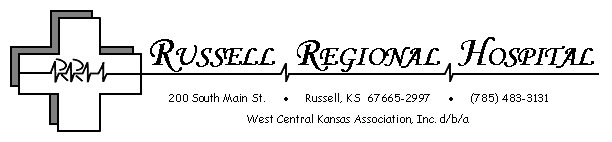 RRH
RUSSELL REGIONAL HOSPITAL
200 South Main St. • Russell, KS 67665-2997 • (785) 483-3131
West Central Kansas Association, Inc. d/b/a